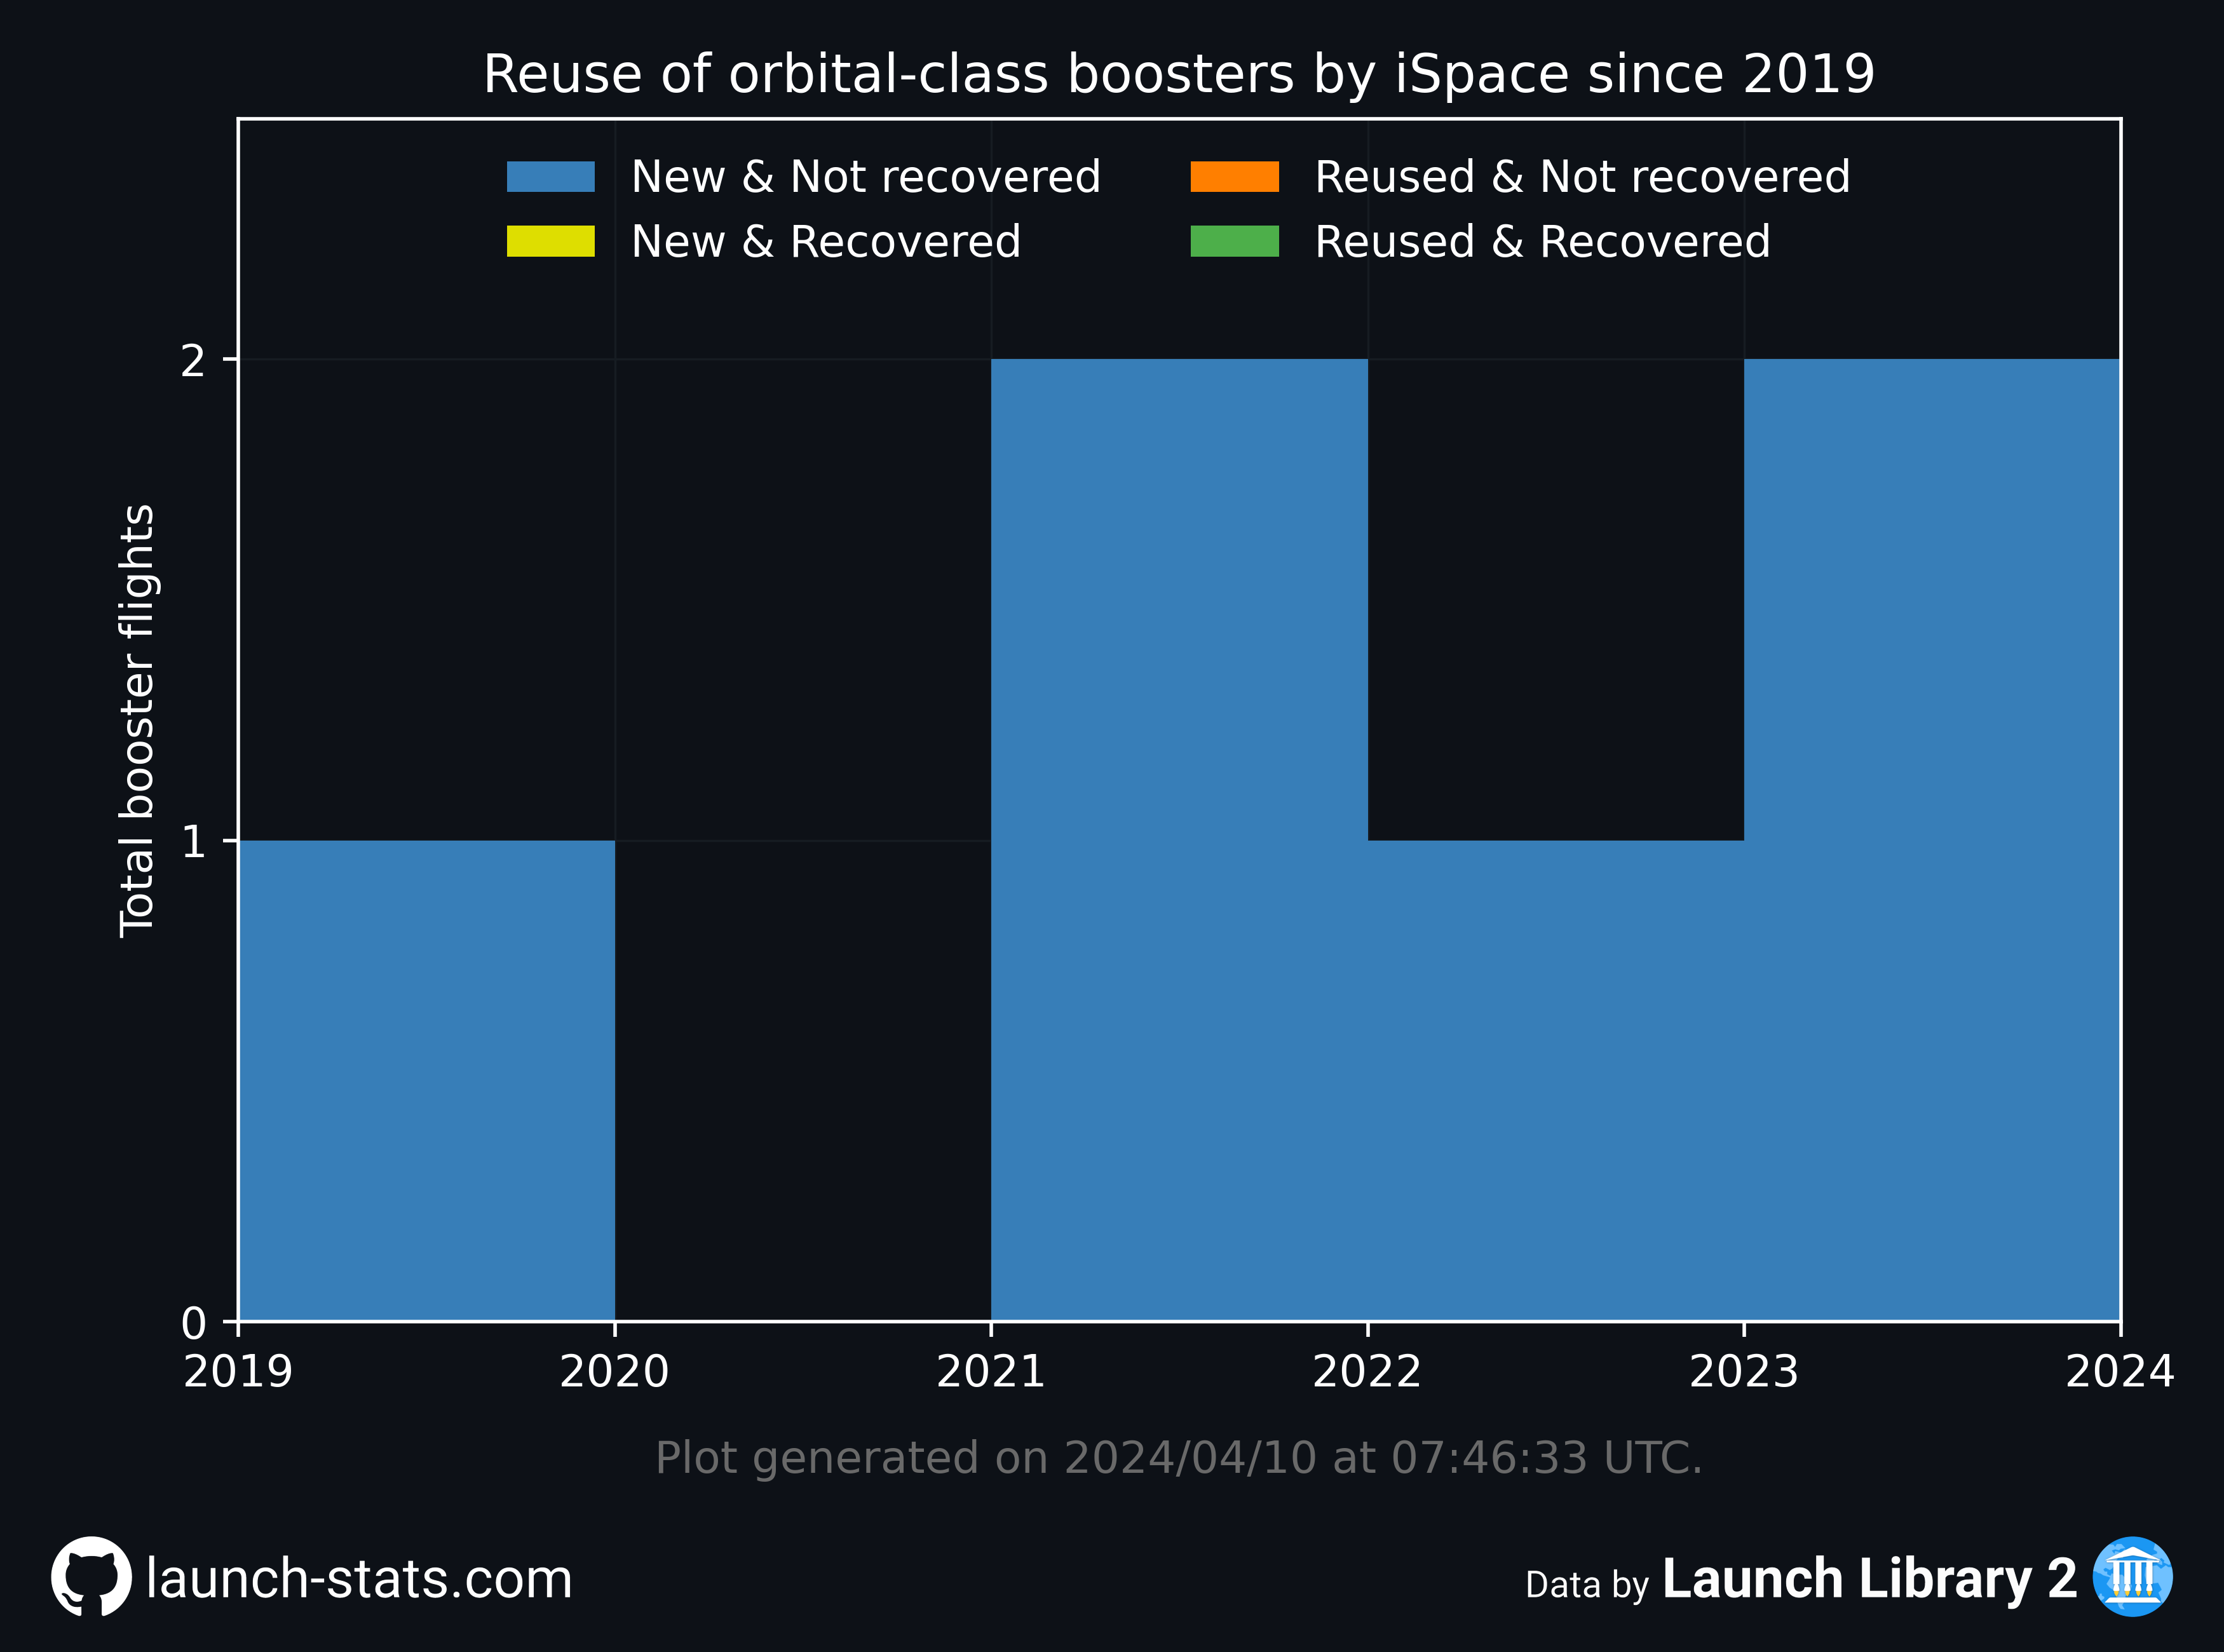 Reuse of orbital-class boosters by iSpace since 2019
New & Not recovered
New & Recovered
Reused & Not recovered
Reused & Recovered
Total booster flights
2
1
0
2019 2020 2021 2022 2023 2024
Plot generated on 2024/04/10 at 07:46:33 UTC.
launch-stats.com
Data by Launch Library 2